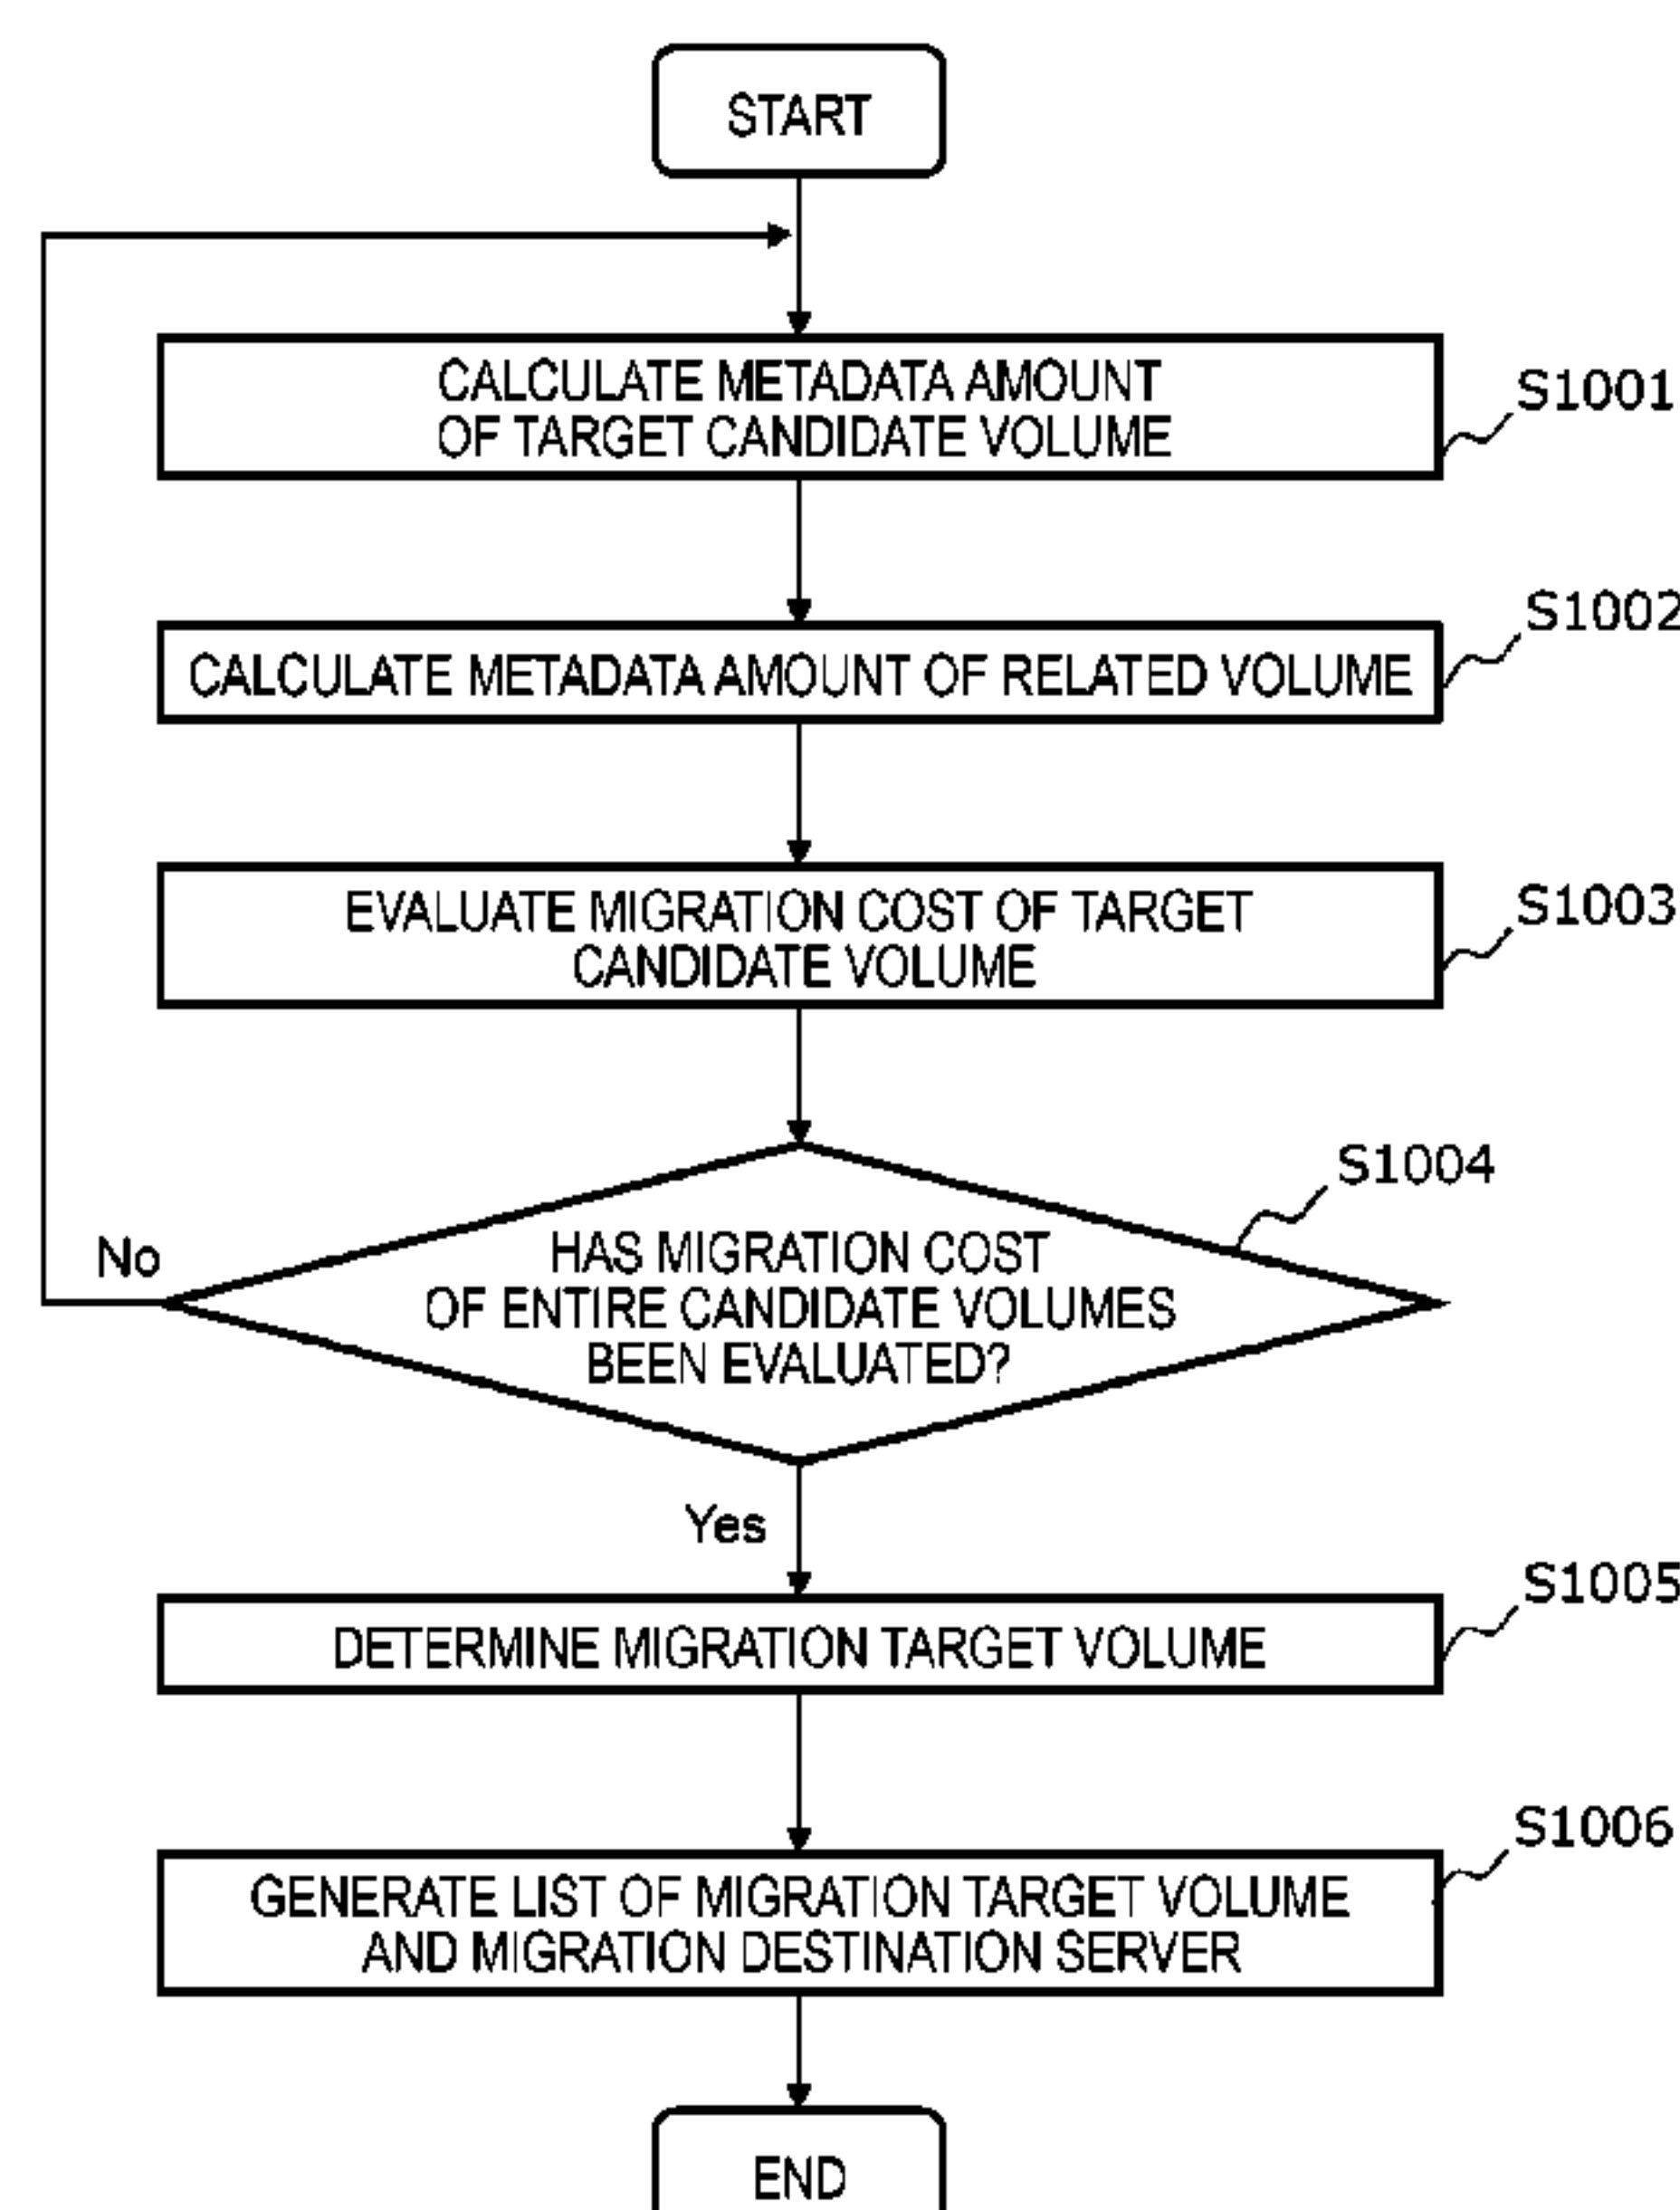 START
CALCULATE METADATA AMOUNT
OF TARGET CANDIDATE VOLUME
S1001
CALCULATE METADATA AMOUNT OF RELATED VOLUME
S1002
EVALUATE MIGRATION COST OF TARGET
CANDIDATE VOLUME
S1003
HAS MIGRATION COST
OF ENTIRE CANDIDATE VOLUMES
BEEN EVALUATED?
S1004
No
Yes
DETERMINE MIGRATION TARGET VOLUME
S1005
GENERATE LIST OF MIGRATION TARGET VOLUME
AND MIGRATION DESTINATION SERVER
S1006
END